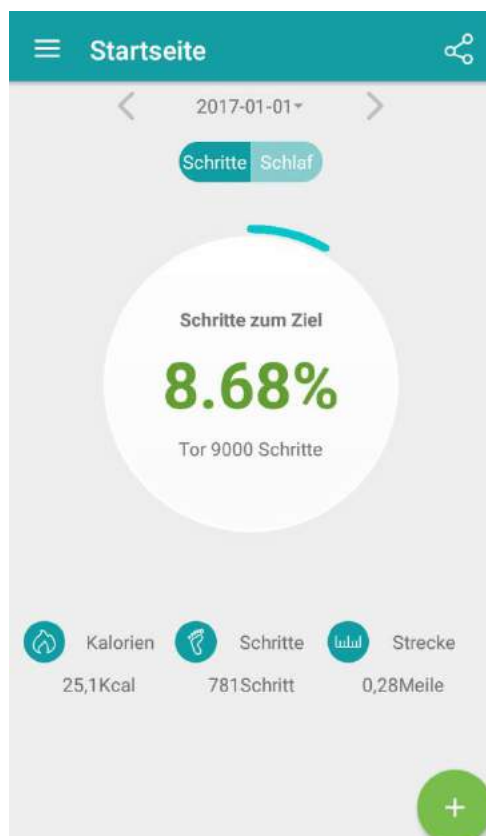 Startseite
2017-01-01
Schritte Schlaf
Schritte zum Ziel
8.68%
Tor 9000 Schritte
Kalorien Schritte Strecke
25,1Kcal 781Schritt 0,28Meile
+